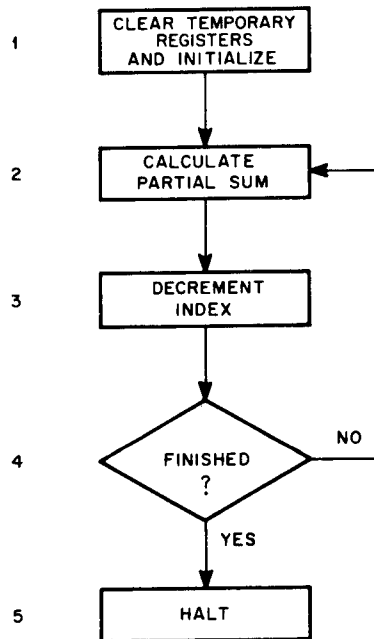 1
CLEAR TEMPORARY
REGISTERS
AND INITIALIZE
2
CALCULATE
PARTIAL SUM
3
DECREMENT
INDEX
4
FINISHED
?
NO
YES
5
HALT